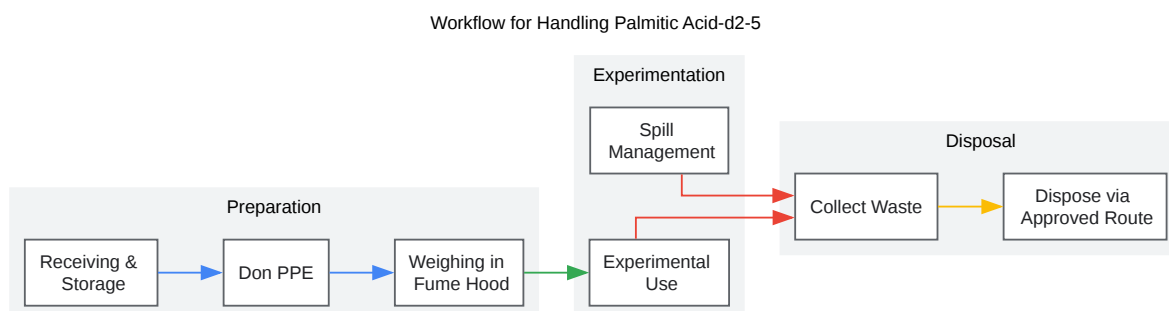 Workflow for Handling Palmitic Acid-d2-5
Preparation
Receiving &
Storage
Don PPE
Weighing in
Fume Hood
Experimentation
Spill
Management
Experimental
Use
Disposal
Collect Waste
Dispose via
Approved Route